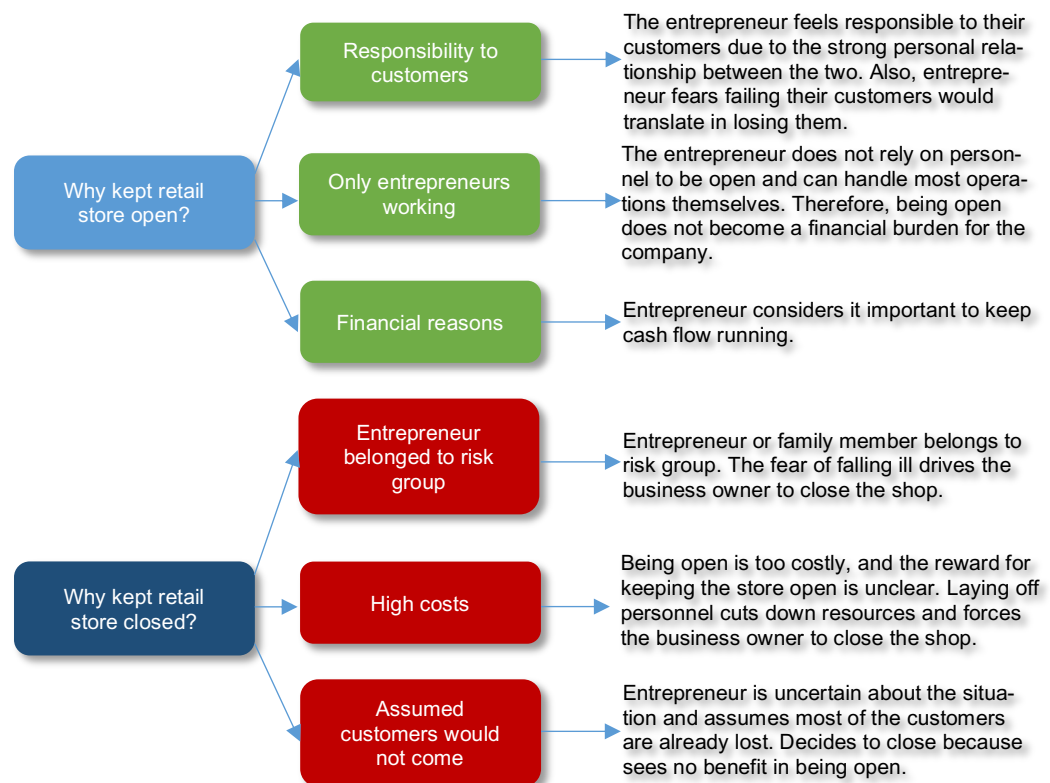 Why kept retail
store open?
Responsibility to
customers
The entrepreneur feels responsible to their
customers due to the strong personal rela-
tionship between the two. Also, entrepre-
neur fears failing their customers would
translate in losing them.
Only entrepreneurs
working
The entrepreneur does not rely on person-
nel to be open and can handle most opera-
tions themselves. Therefore, being open
does not become a financial burden for the
company.
Financial reasons
Entrepreneur considers it important to keep
cash flow running.
Why kept retail
store closed?
Entrepreneur
belonged to risk
group
Entrepreneur or family member belongs to
risk group. The fear of falling ill drives the
business owner to close the shop.
High costs
Being open is too costly, and the reward for
keeping the store open is unclear. Laying off
personnel cuts down resources and forces
the business owner to close the shop.
Assumed
customers would
not come
Entrepreneur is uncertain about the situa-
tion and assumes most of the customers
are already lost. Decides to close because
sees no benefit in being open.